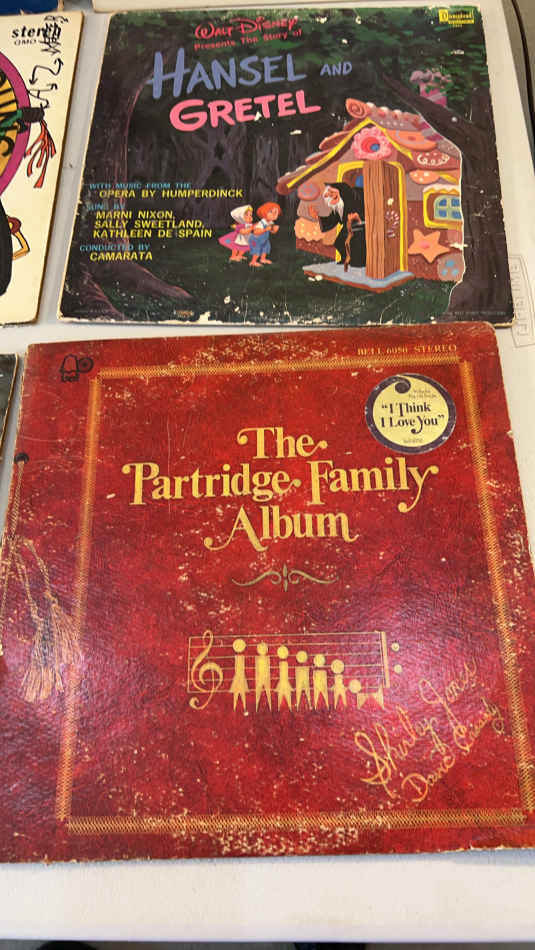 stereo
WALT DISNEY
Presents The Story of
HANSEL AND
GRETEL
Disneyland
WITH MUSIC FROM THE
OPERA BY HUMPERDINCK
SUNG BY
MARNI NIXON,
SALLY SWEETLAND,
KATHLEEN DE SPAIN
CONDUCTED BY
CAMARATA
bell
BELL 6050 STEREO
"I Think
I Love You"
The
Partridge Family
Album
Shirley Jones
David Cassidy